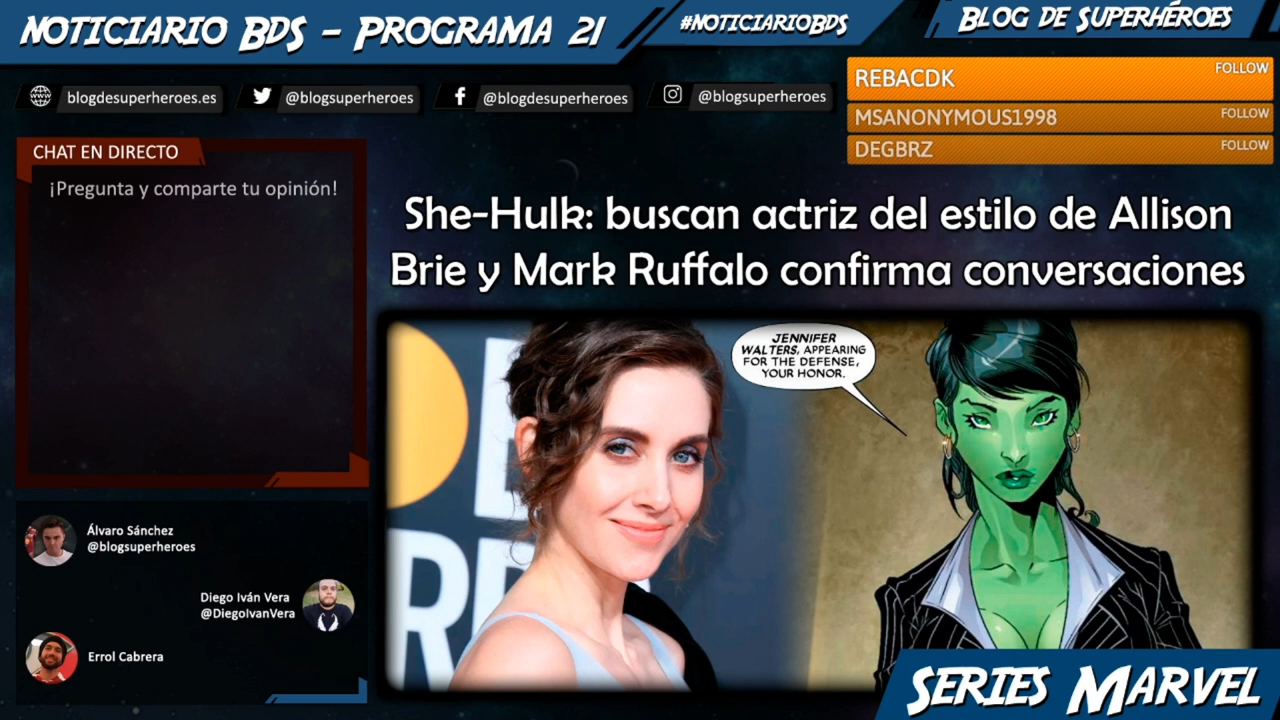 NOTICIARIO BDS - PROGRAMA 21
#NOTICIARIOBDS
BLOG DE SUPERHÉROES
blogdesuperheroes.es
@blogsuperheroes
@blogdesuperheroes
@blogsuperheroes
REBACDK FOLLOW
MSANONYMOUS1998 FOLLOW
DEGBRZ FOLLOW
CHAT EN DIRECTO
¡Pregunta y comparte tu opinión!
She-Hulk: buscan actriz del estilo de Allison
Brie y Mark Ruffalo confirma conversaciones
JENNIFER
WALTERS, APPEARING
FOR THE DEFENSE,
YOUR HONOR.
Álvaro Sánchez
@blogsuperheroes
Diego Iván Vera
@DiegoIvanVera
Errol Cabrera
SERIES MARVEL